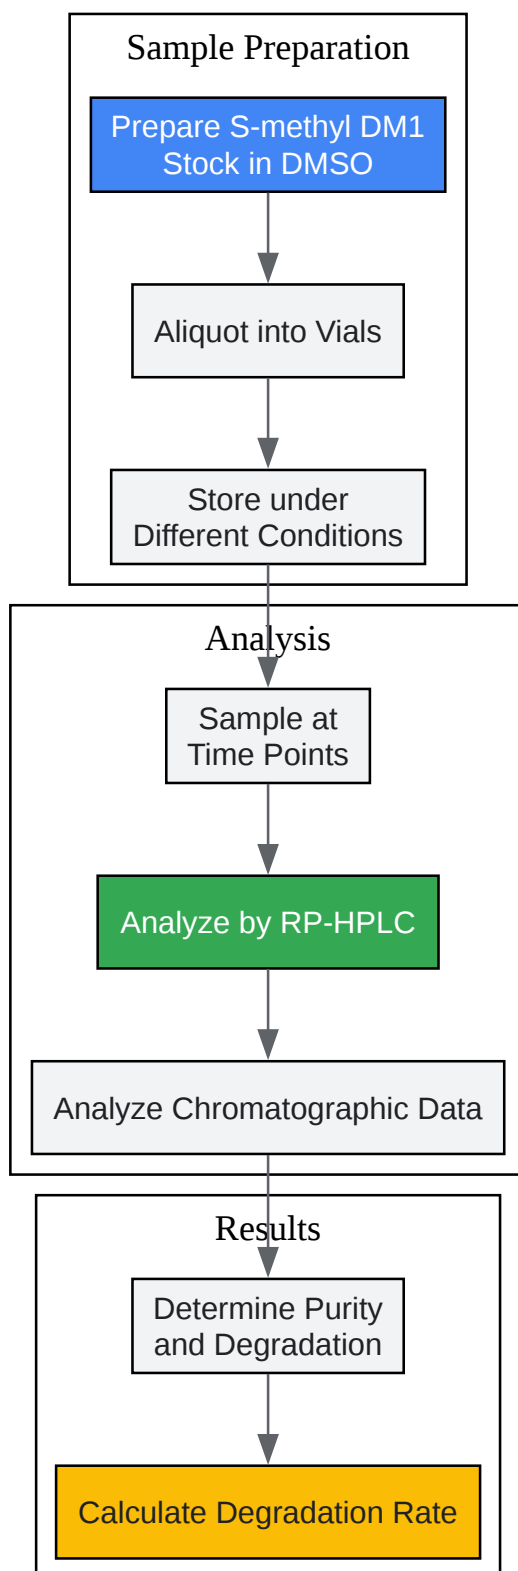 Sample Preparation
Prepare S-methyl DM1
Stock in DMSO
Aliquot into Vials
Store under
Different Conditions
Analysis
Sample at
Time Points
Analyze by RP-HPLC
Analyze Chromatographic Data
Results
Determine Purity
and Degradation
Calculate Degradation Rate